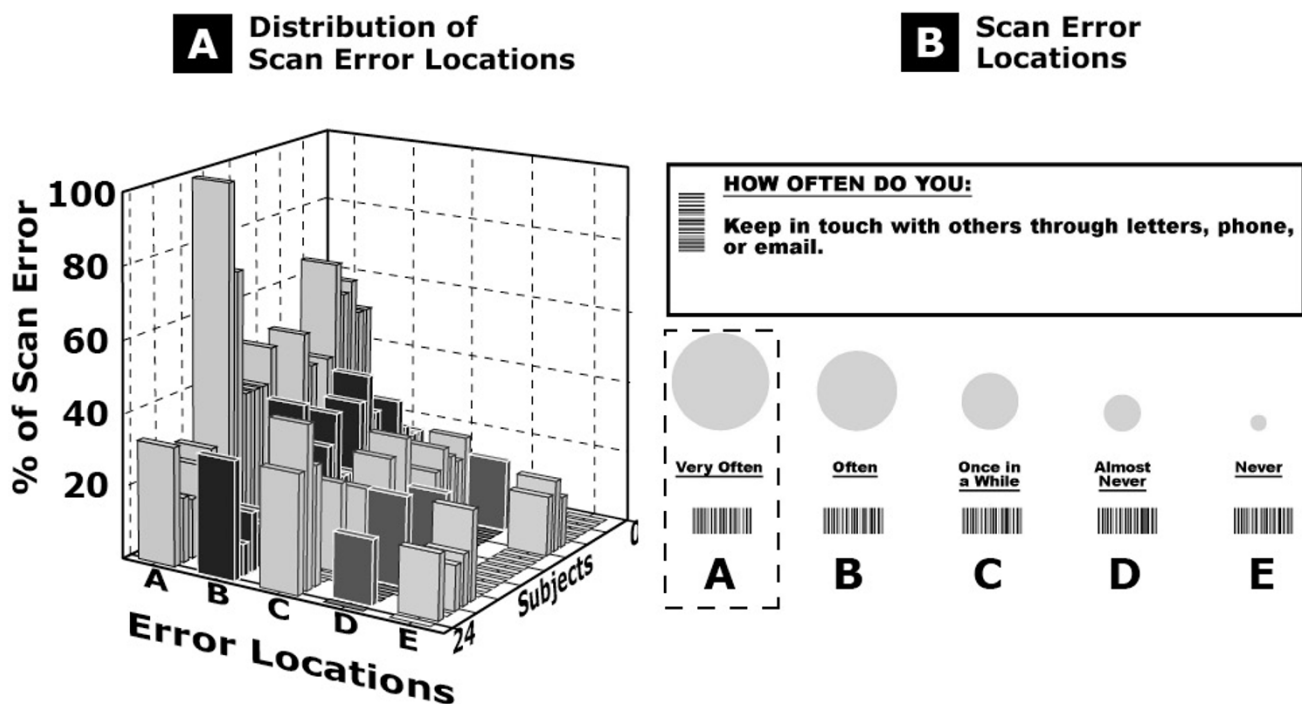 A Distribution of
Scan Error Locations
100
80
60
40
20
% of Scan Error
A B C D E
Error Locations
24
Subjects
0
B Scan Error
Locations
HOW OFTEN DO YOU:
Keep in touch with others through letters, phone,
or email.
Very Often
Often
Once in
a While
Almost
Never
Never
A B C D E